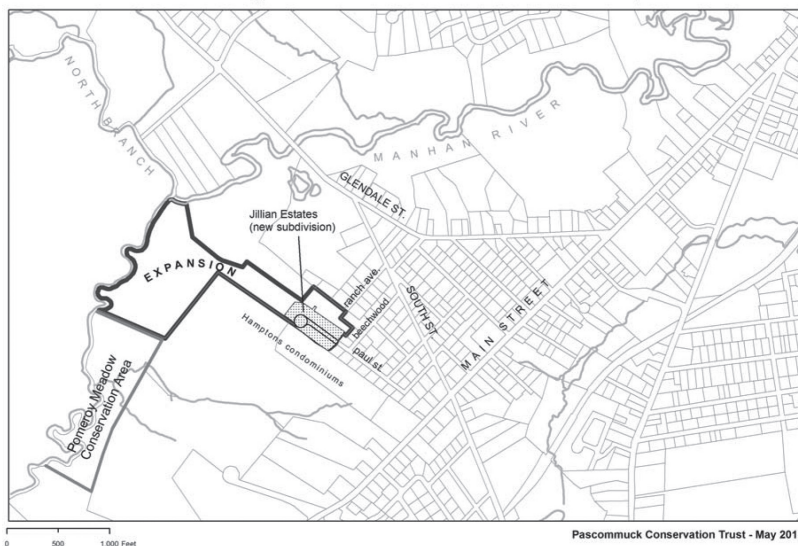 NORTH BRANCH
MANHAN RIVER
GLENDALE ST.
Jillian Estates
(new subdivision)
EXPANSION
ranch ave.
beechwood
SOUTH ST.
MAIN STREET
paul st.
Hamptons condominiums
Pomeroy Meadow
Conservation Area
0 500 1,000 Feet
Pascommuck Conservation Trust - May 201